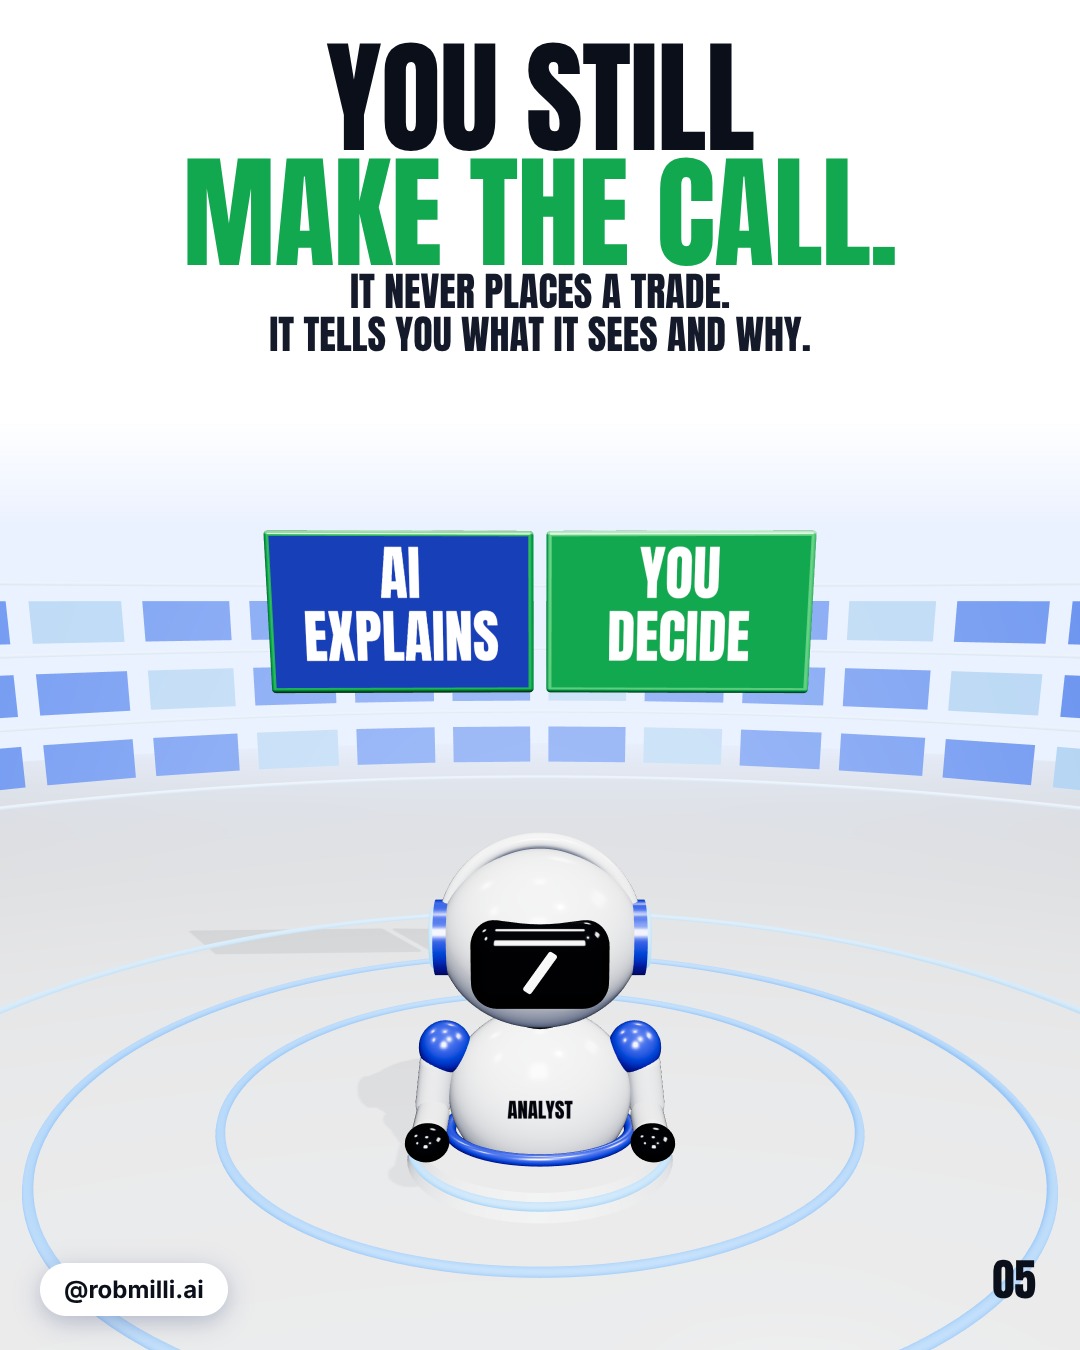 YOU STILL
MAKE THE CALL.
IT NEVER PLACES A TRADE.
IT TELLS YOU WHAT IT SEES AND WHY.
AI
EXPLAINS
YOU
DECIDE
ANALYST
@robmilli.ai
05